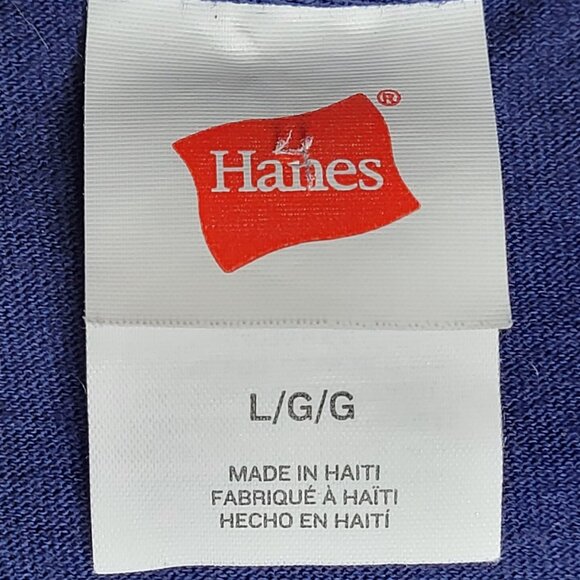 Hanes®
L/G/G
MADE IN HAITI
FABRIQUÉ À HAÏTI
HECHO EN HAITÍ